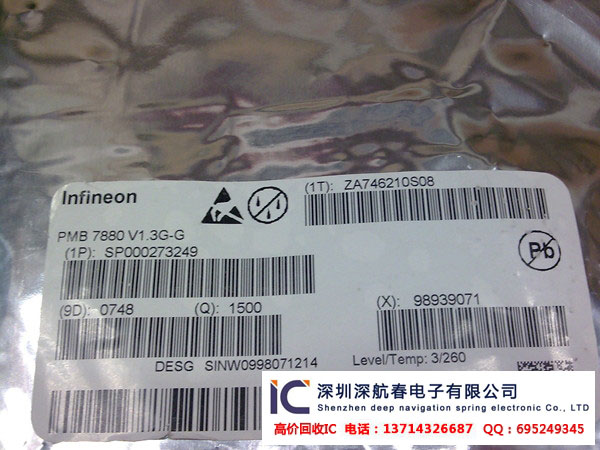 Infineon
(1T): ZA746210S08
PMB 7880 V1.3G-G
(1P): SP000273249
Pb
(9D): 0748 (Q): 1500 (X): 98939071
DESG SINW0998071214 Level/Temp: 3/260
IC 深圳深航春电子有限公司
Shenzhen deep navigation spring electronic Co., LTD
高价回收IC 电话：13714326687 QQ：695249345